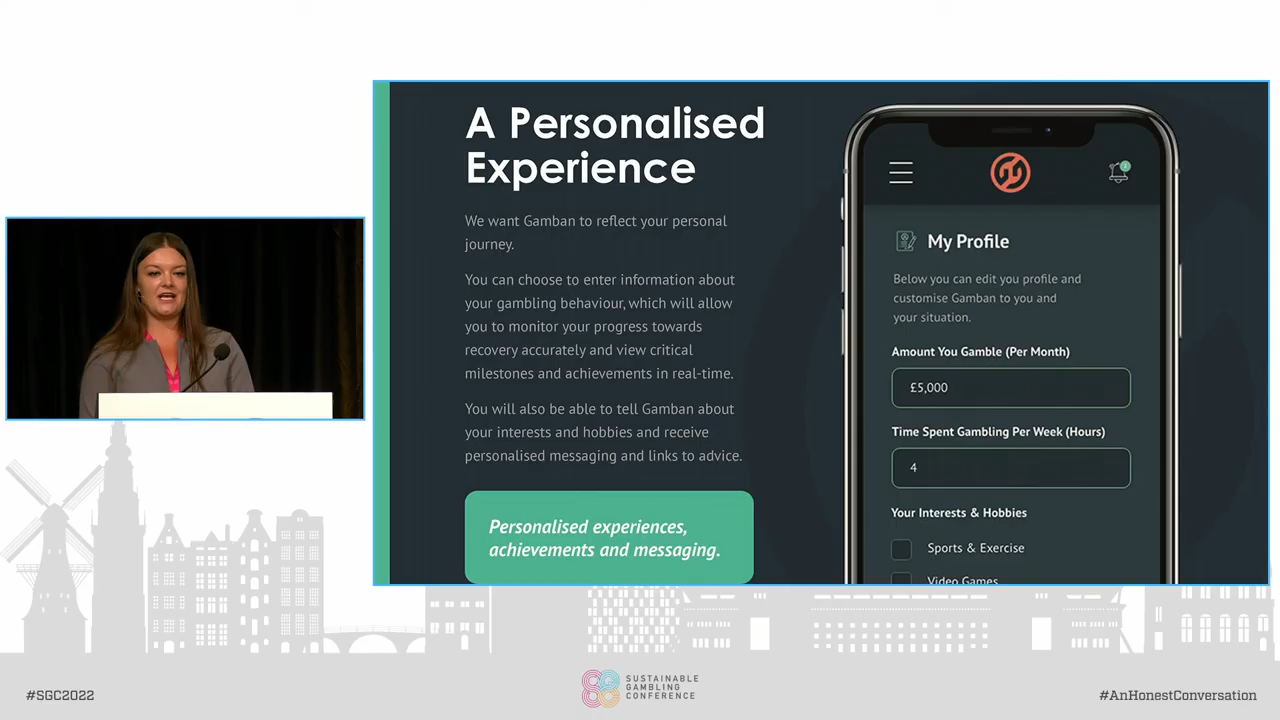 A Personalised
Experience
We want Gamban to reflect your personal
journey.
You can choose to enter information about
your gambling behaviour, which will allow
you to monitor your progress towards
recovery accurately and view critical
milestones and achievements in real-time.
You will also be able to tell Gamban about
your interests and hobbies and receive
personalised messaging and links to advice.
Personalised experiences,
achievements and messaging.
My Profile
Below you can edit you profile and
customise Gamban to you and
your situation.
Amount You Gamble (Per Month)
£5,000
Time Spent Gambling Per Week (Hours)
4
Your Interests & Hobbies
Sports & Exercise
Video Games
#SGC2022
SUSTAINABLE
GAMBLING
CONFERENCE
#AnHonestConversation